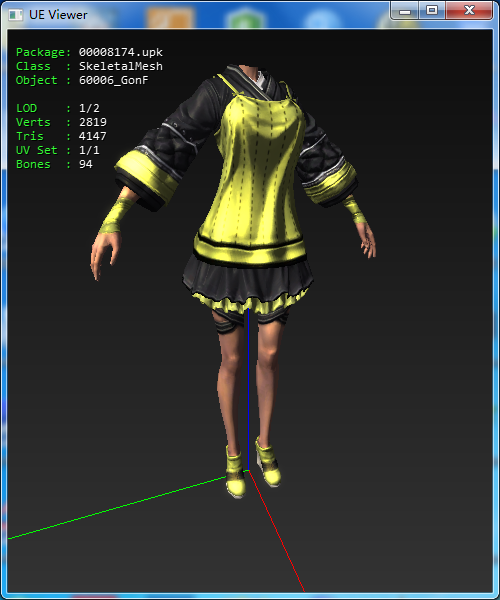 UE Viewer
Package: 00008174.upk
Class : SkeletalMesh
Object : 60006_GonF
LOD : 1/2
Verts : 2819
Tris : 4147
UV Set : 1/1
Bones : 94